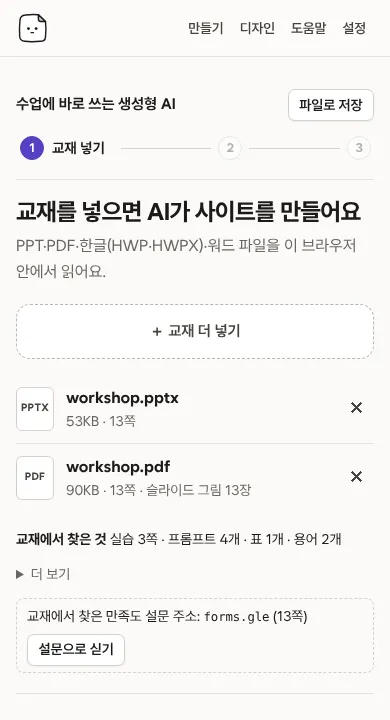 만들기 디자인 도움말 설정
수업에 바로 쓰는 생성형 AI 파일로 저장
1 교재 넣기 2 3
교재를 넣으면 AI가 사이트를 만들어요
PPT·PDF·한글(HWP·HWPX)·워드 파일을 이 브라우저
안에서 읽어요.
+ 교재 더 넣기
PPTX workshop.pptx ✕
53KB · 13쪽
PDF workshop.pdf ✕
90KB · 13쪽 · 슬라이드 그림 13장
교재에서 찾은 것 실습 3쪽 · 프롬프트 4개 · 표 1개 · 용어 2개
▶ 더 보기
교재에서 찾은 만족도 설문 주소: forms.gle (13쪽)
설문으로 싣기